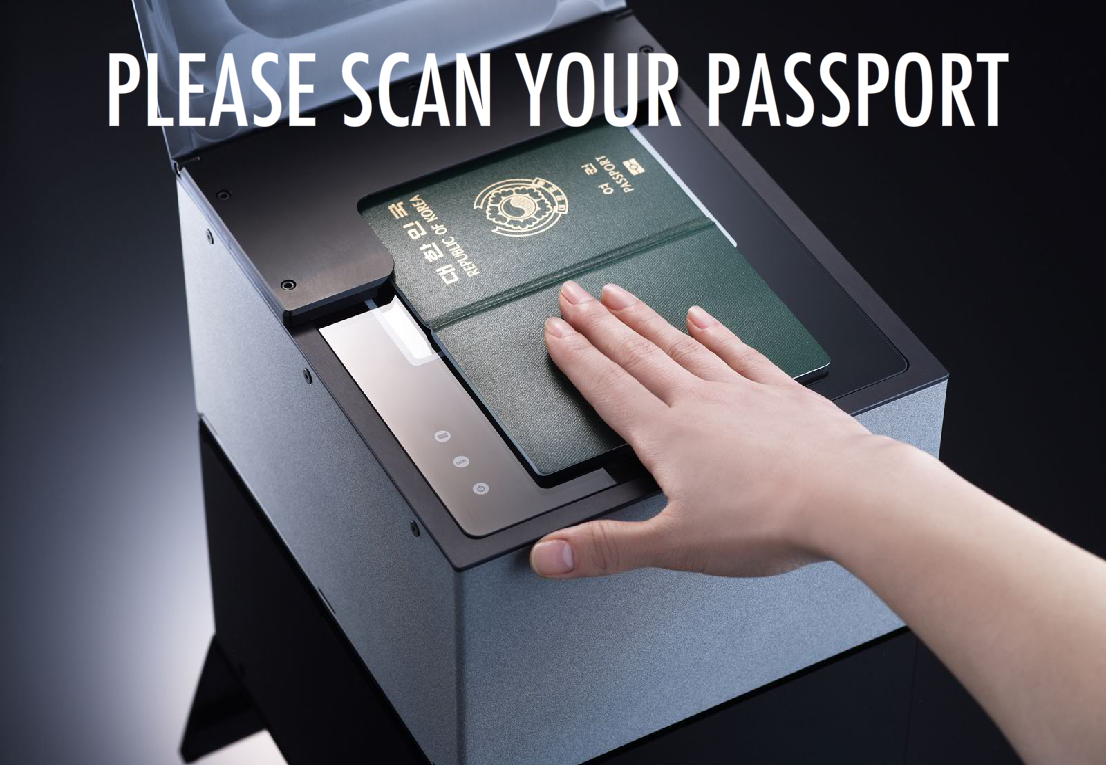 PLEASE SCAN YOUR PASSPORT
대한민국
REPUBLIC OF KOREA
여권
PASSPORT